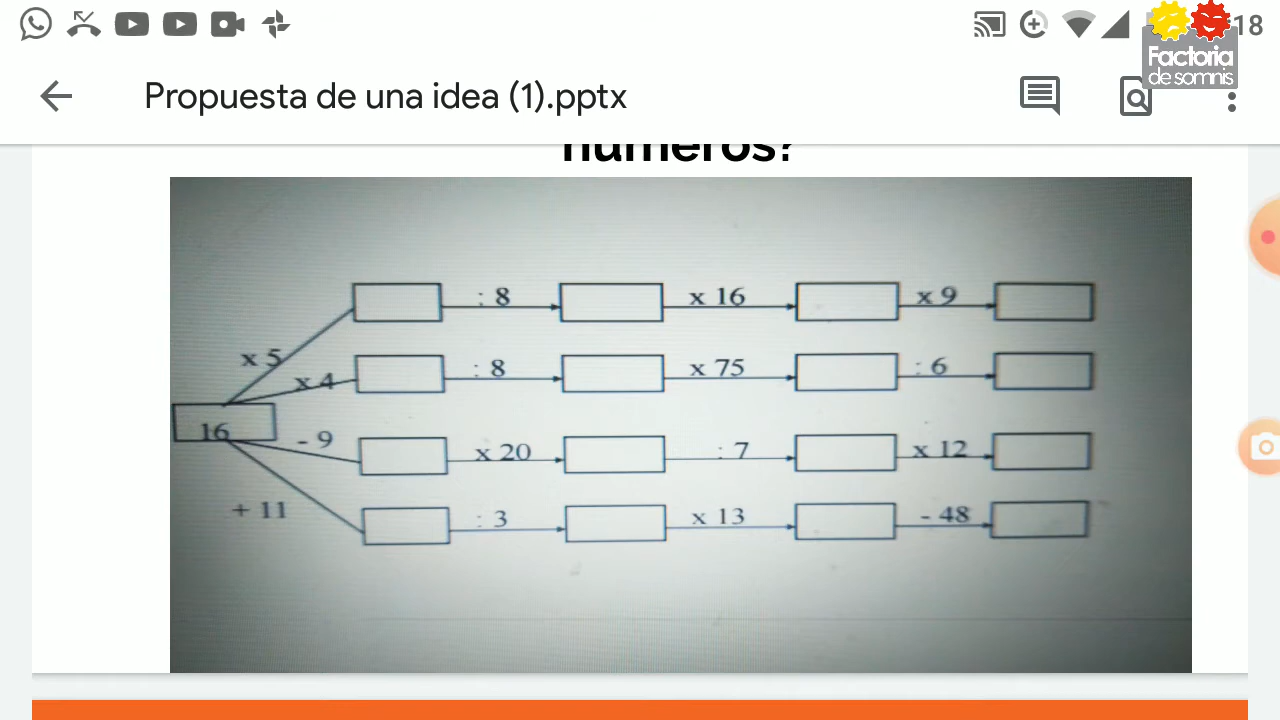 18
Factoria
de somnis
Propuesta de una idea (1).pptx
números?
: 8 x 16 x 9
x 5
x 4 : 8 x 75 : 6
16
- 9 x 20 : 7 x 12
+ 11 : 3 x 13 - 48